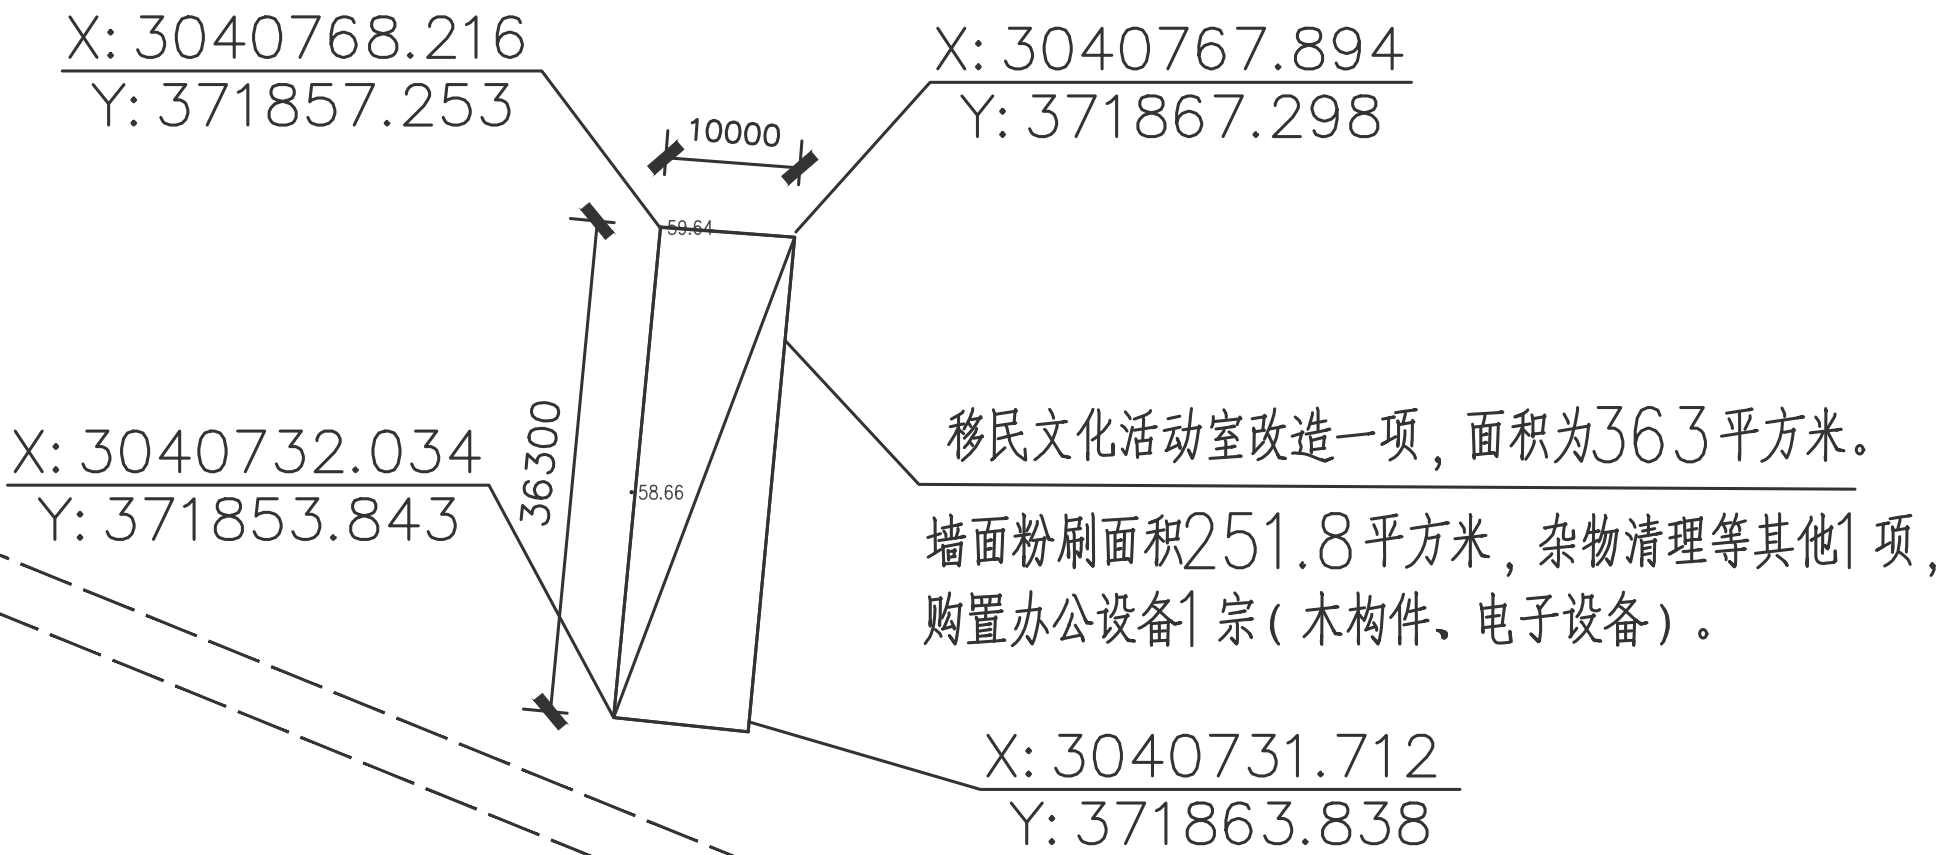 X: 3040768.216
Y: 371857.253
X: 3040767.894
Y: 371867.298
10000
59.64
36300
58.66
X: 3040732.034
Y: 371853.843
移民文化活动室改造一项，面积为363平方米。
墙面粉刷面积251.8平方米，杂物清理等其他1项，
购置办公设备1宗（木构件、电子设备）。
X: 3040731.712
Y: 371863.838